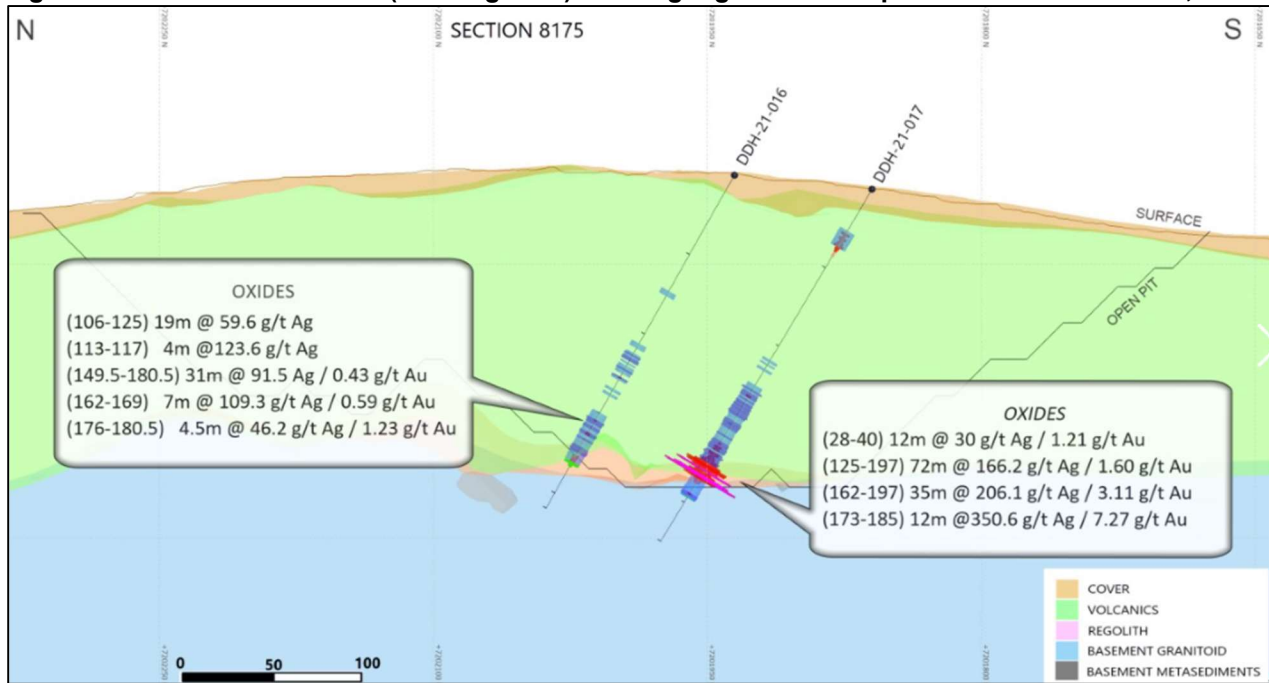 N
SECTION 8175
S
DDH-21-016
DDH-21-017
SURFACE
OPEN PIT
OXIDES
(106-125) 19m @ 59.6 g/t Ag
(113-117) 4m @123.6 g/t Ag
(149.5-180.5) 31m @ 91.5 Ag / 0.43 g/t Au
(162-169) 7m @ 109.3 g/t Ag / 0.59 g/t Au
(176-180.5) 4.5m @ 46.2 g/t Ag / 1.23 g/t Au
OXIDES
(28-40) 12m @ 30 g/t Ag / 1.21 g/t Au
(125-197) 72m @ 166.2 g/t Ag / 1.60 g/t Au
(162-197) 35m @ 206.1 g/t Ag / 3.11 g/t Au
(173-185) 12m @350.6 g/t Ag / 7.27 g/t Au
COVER
VOLCANICS
REGOLITH
BASEMENT GRANITOID
BASEMENT METASEDIMENTS
0 50 100